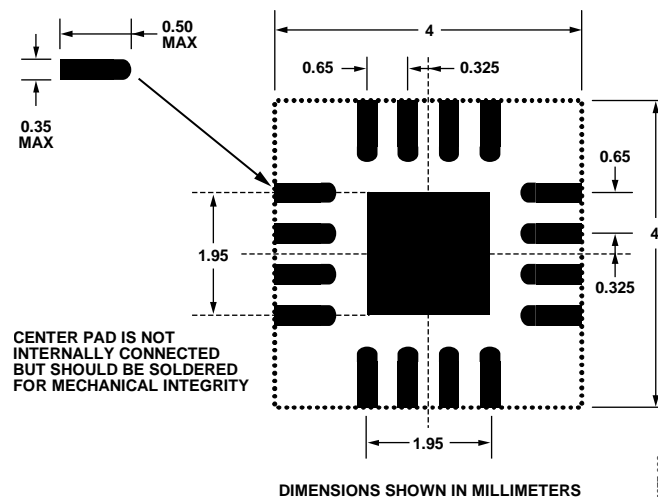 0.50
MAX
4
0.65
0.325
0.35
MAX
0.65
1.95
4
0.325
CENTER PAD IS NOT
INTERNALLY CONNECTED
BUT SHOULD BE SOLDERED
FOR MECHANICAL INTEGRITY
1.95
DIMENSIONS SHOWN IN MILLIMETERS